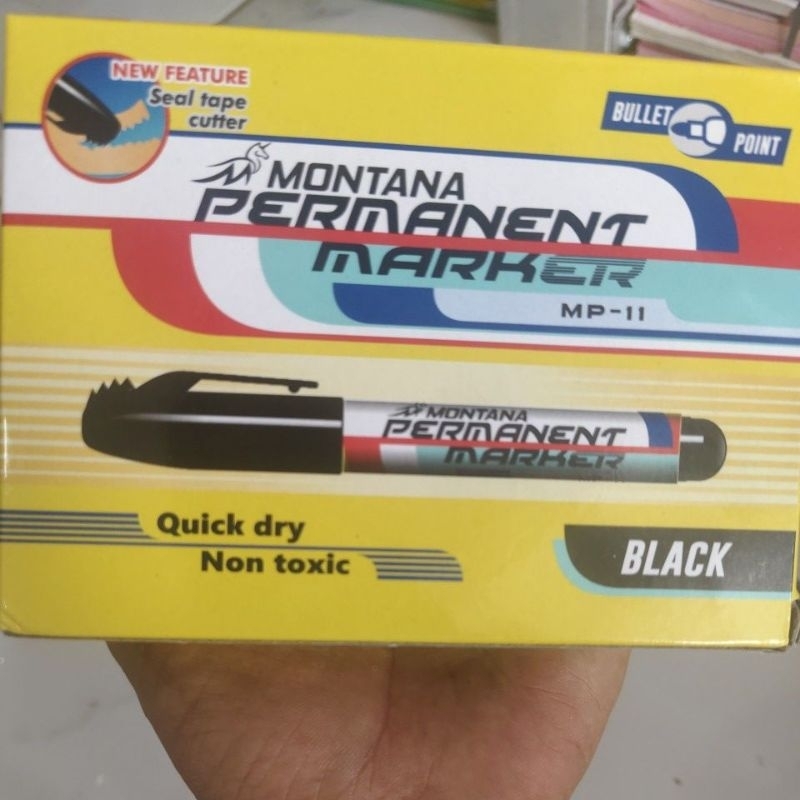 NEW FEATURE
Seal tape
cutter
BULLET POINT
MONTANA
PERMANENT
MARKER
MP-11
MONTANA
PERMANENT
MARKER
Quick dry
Non toxic
BLACK